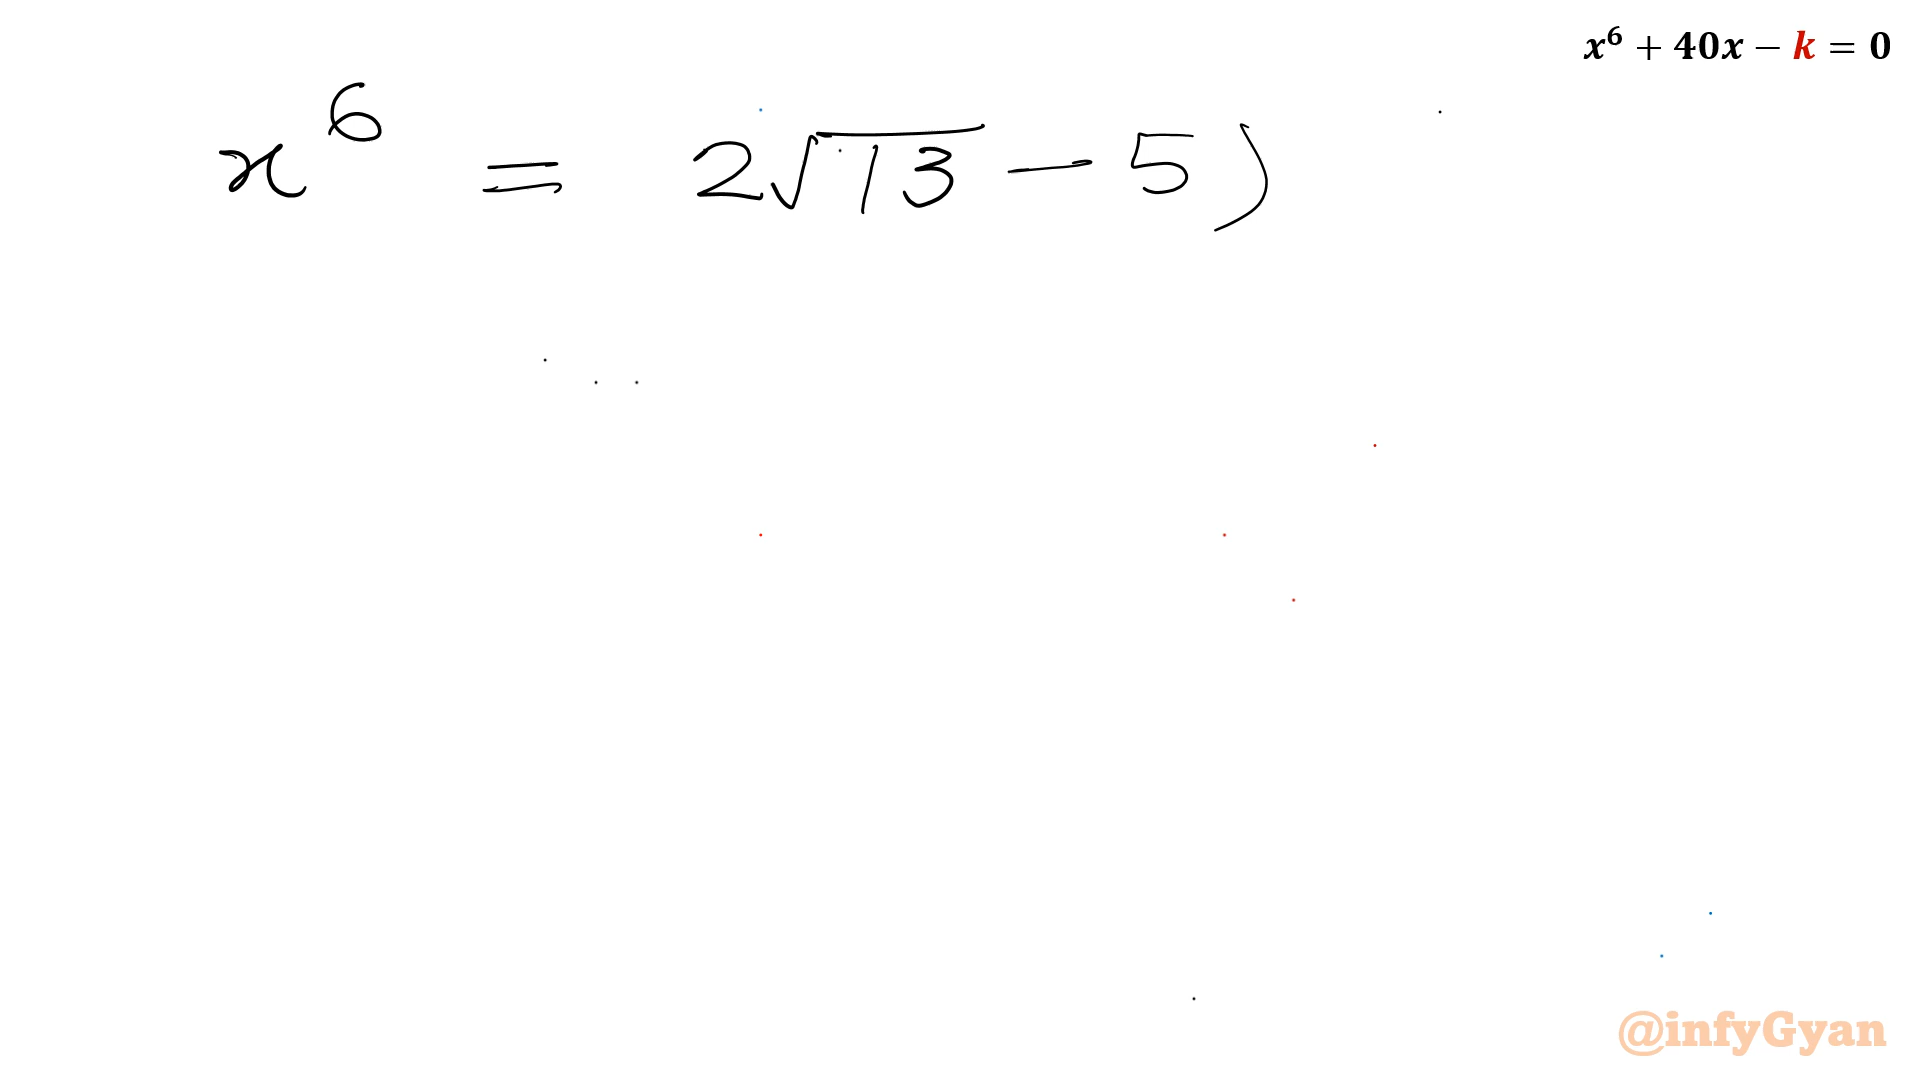 x⁶ + 40x − k = 0
x⁶ = 2√13 − 5)
@infyGyan